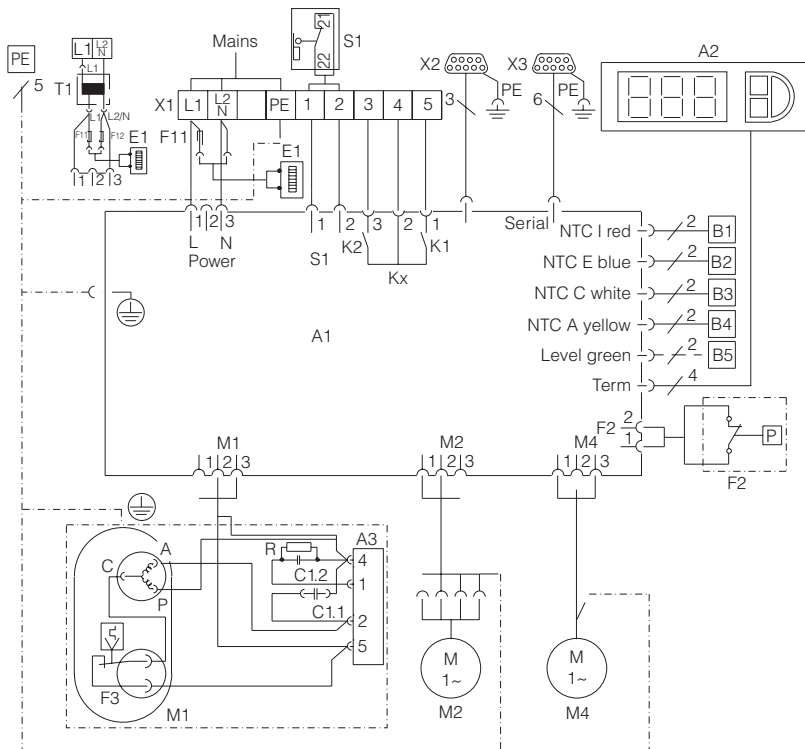 PE
5
L1
L2
N
L1
T1
L1
L2/N
F11
F12
E1
1 2 3
Mains
S1
21
22
X2
X3
PE
PE
3
6
A2
X1
L1
L2
N
PE
1
2
3
4
5
F11
E1
1 2 3
L N
Power
1
2
3
1
S1
K2
K1
Kx
Serial
NTC I red
2
B1
NTC E blue
2
B2
NTC C white
2
B3
NTC A yellow
2
B4
Level green
2
B5
Term
4
A1
F2
2
1
P
F2
M1
1 2 3
M2
1 2 3
M4
1 2 3
A3
R
4
C1.2
1
C1.1
2
5
A
C
P
F3
M1
M
1~
M2
M
1~
M4